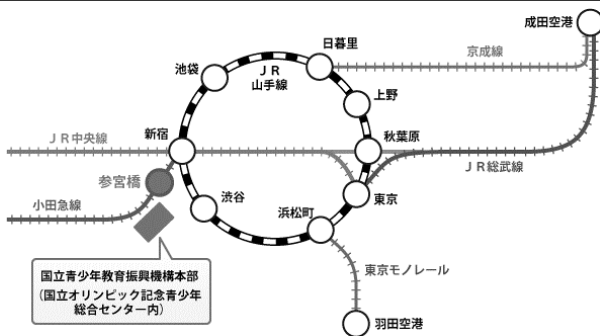 成田空港
日暮里
京成線
池袋
ＪＲ
山手線
上野
ＪＲ中央線
新宿
秋葉原
ＪＲ総武線
参宮橋
渋谷
東京
小田急線
浜松町
国立青少年教育振興機構本部
（国立オリンピック記念青少年
総合センター内）
東京モノレール
羽田空港